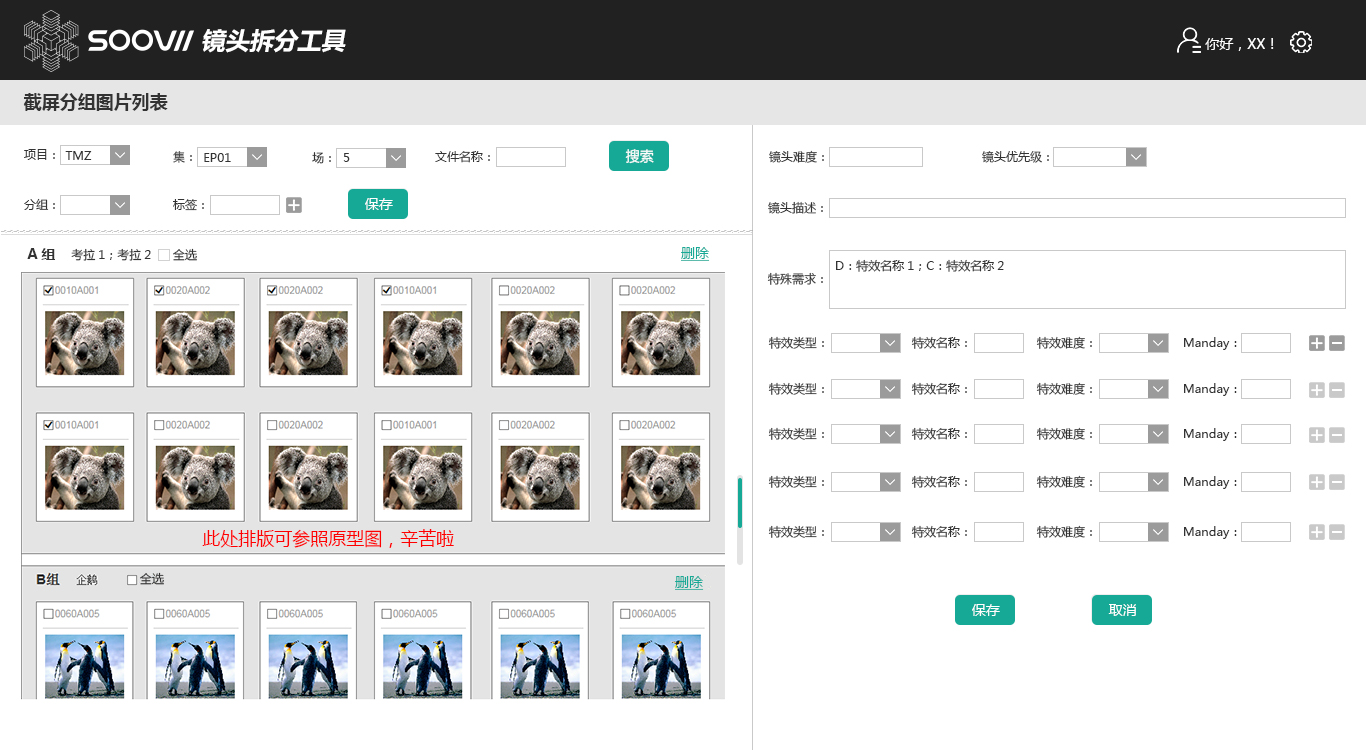 SOOVII 镜头拆分工具
你好，XX！
截屏分组图片列表
项目： TMZ 集： EP01 场： 5 文件名称： 搜索
分组： 标签： 保存
A 组 考拉 1；考拉 2 全选 删除
0010A001 0020A002 0020A002 0010A001 0020A002 0020A002
0010A001 0020A002 0020A002 0010A001 0020A002 0020A002
此处排版可参照原型图，辛苦啦
B组 企鹅 全选 删除
0060A005 0060A005 0060A005 0060A005 0060A005 0060A005
镜头难度： 镜头优先级：
镜头描述：
特殊需求： D：特效名称 1；C：特效名称 2
特效类型： 特效名称： 特效难度： Manday：
特效类型： 特效名称： 特效难度： Manday：
特效类型： 特效名称： 特效难度： Manday：
特效类型： 特效名称： 特效难度： Manday：
特效类型： 特效名称： 特效难度： Manday：
保存 取消